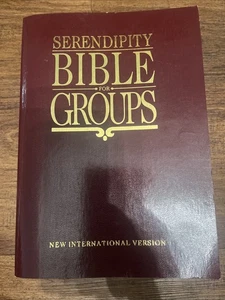 SERENDIPITY
BIBLE
FOR
GROUPS
NEW INTERNATIONAL VERSION